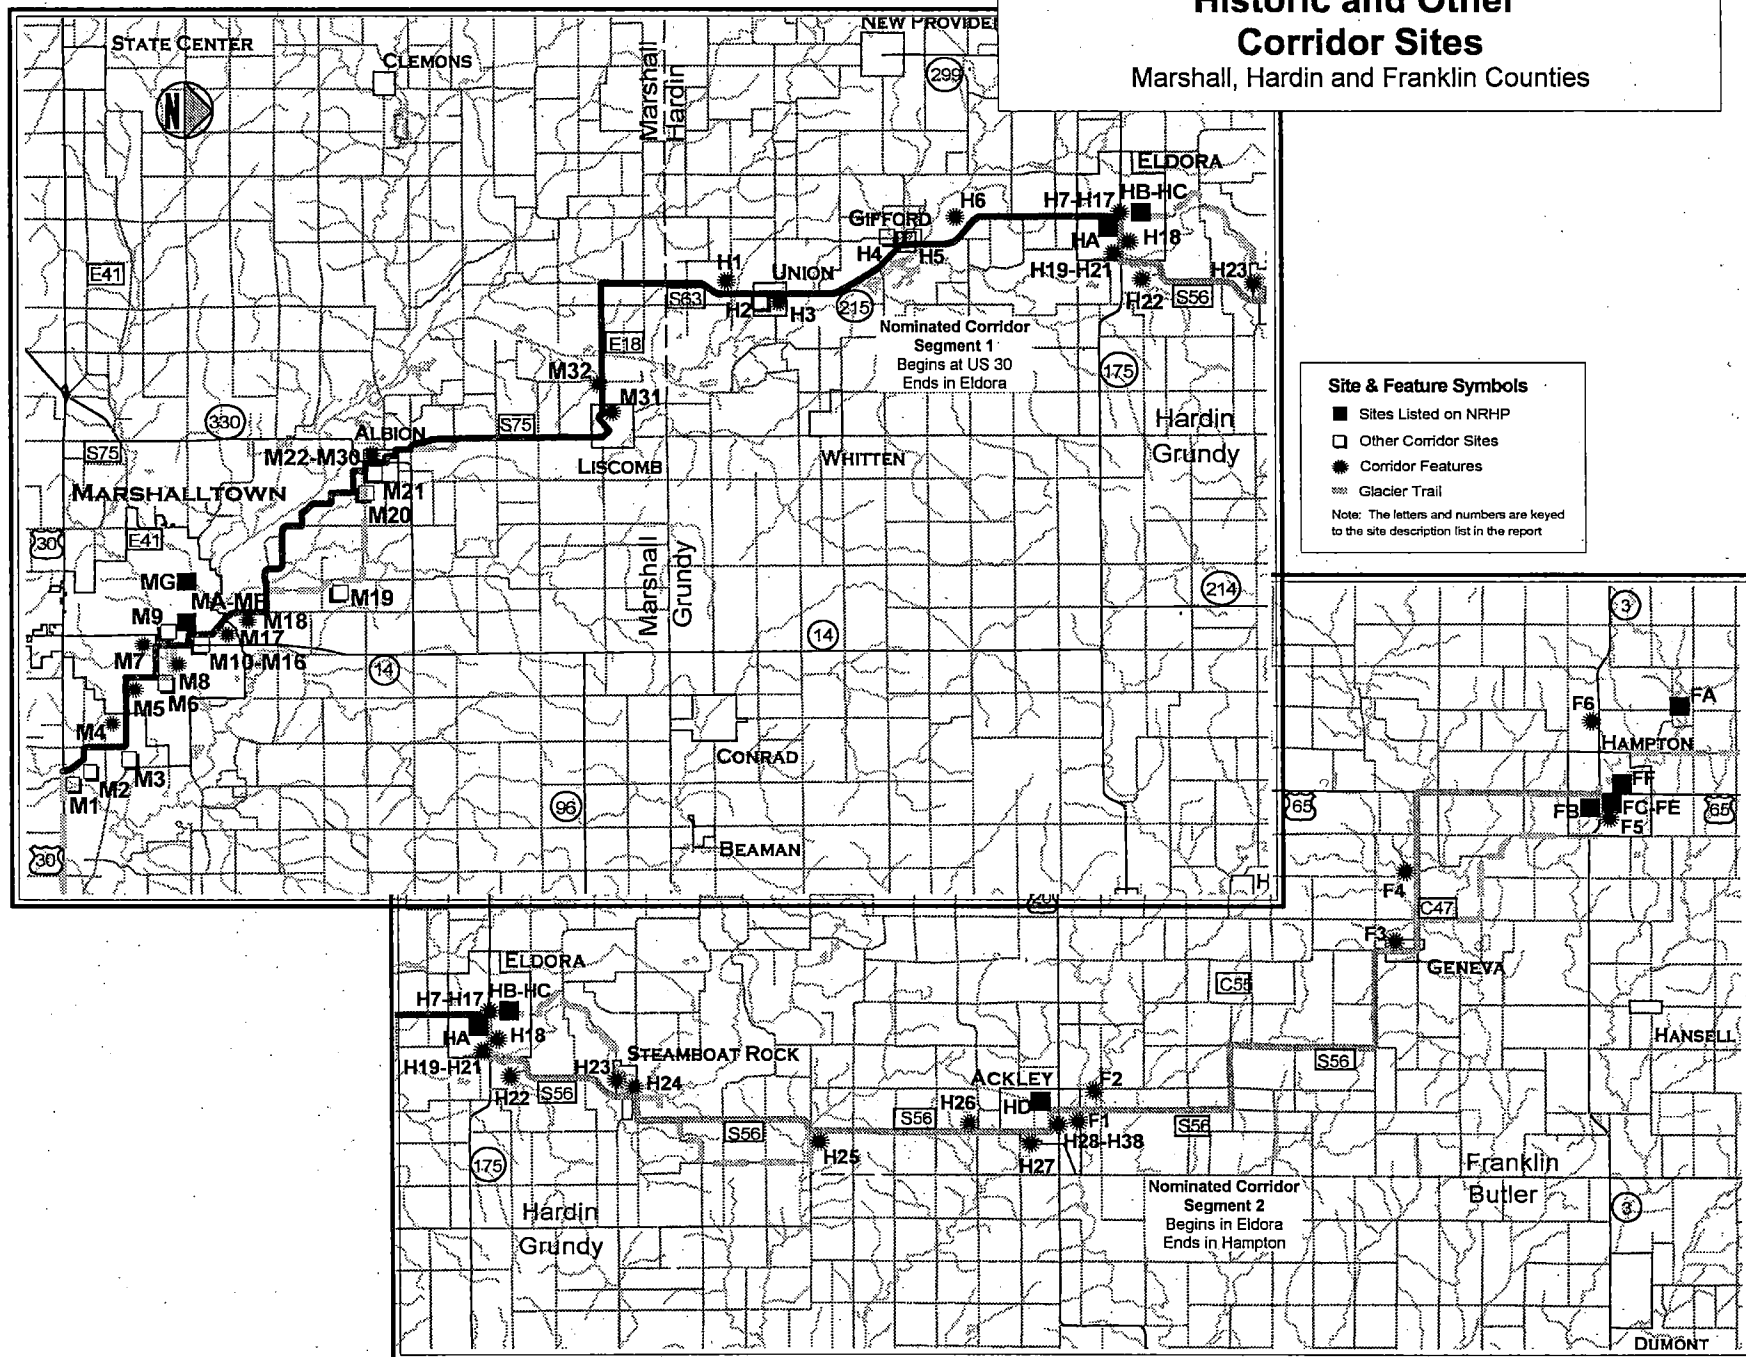 Historic and Other
Corridor Sites
Marshall, Hardin and Franklin Counties
STATE CENTER
CLEMONS
NEW PROVIDEN
Marshall
Hardin
299
N
ELDORA
H7-H17
HB-HC
H6
GIFFORD
HA
H18
H4
H5
H19-H21
H23
H22
S56
E41
H1
UNION
S63
H2
H3
215
Nominated Corridor
Segment 1
Begins at US 30
Ends in Eldora
E18
M32
M31
175
Hardin
Grundy
330
ALBION
S75
S75
M22-M30
LISCOMB
WHITTEN
M21
M20
MARSHALLTOWN
30
E41
Marshall
Grundy
MG
MA-MF
M19
214
M9
M18
M17
14
M7
M10-M16
14
M8
M6
M5
M4
M3
M2
M1
CONRAD
96
BEAMAN
30
H
Site & Feature Symbols
Sites Listed on NRHP
Other Corridor Sites
Corridor Features
Glacier Trail
Note: The letters and numbers are keyed
to the site description list in the report
3
FA
F6
HAMPTON
FF
65
FB
FC-FE
65
F5
F4
C47
F3
GENEVA
20
C55
HANSELL
ELDORA
H7-H17
HB-HC
HA
H18
H19-H21
H23
STEAMBOAT ROCK
H24
H22
S56
S56
175
Hardin
Grundy
H25
S56
H26
ACKLEY
HD
F2
F1
H28-H38
H27
S56
S56
Nominated Corridor
Segment 2
Begins in Eldora
Ends in Hampton
Franklin
Butler
3
DUMONT